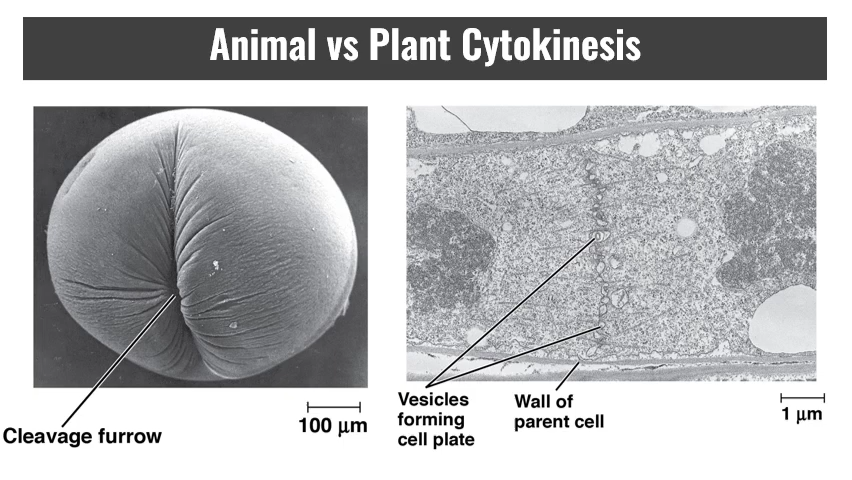 Animal vs Plant Cytokinesis
Cleavage furrow
100 µm
Vesicles
forming
cell plate
Wall of
parent cell
1 µm